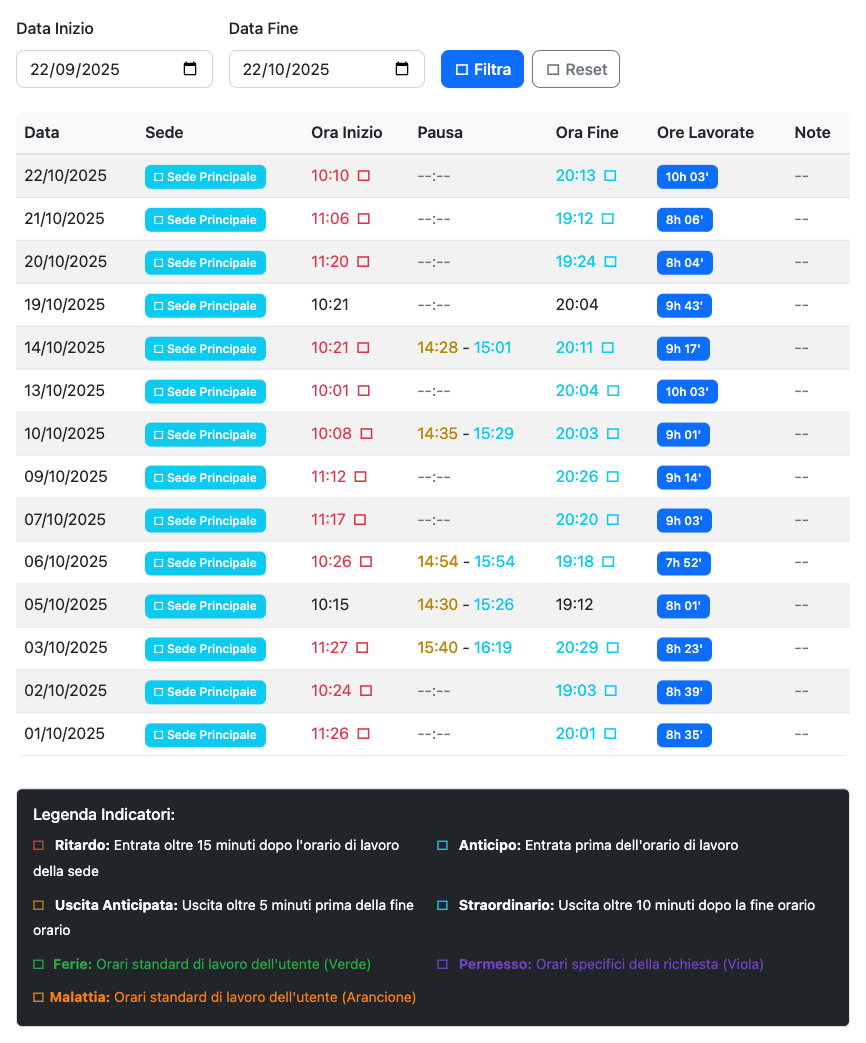 Data Inizio Data Fine
22/09/2025 22/10/2025 Filtra Reset
Data Sede Ora Inizio Pausa Ora Fine Ore Lavorate Note
22/10/2025 Sede Principale 10:10 --:-- 20:13 10h 03' --
21/10/2025 Sede Principale 11:06 --:-- 19:12 8h 06' --
20/10/2025 Sede Principale 11:20 --:-- 19:24 8h 04' --
19/10/2025 Sede Principale 10:21 --:-- 20:04 9h 43' --
14/10/2025 Sede Principale 10:21 14:28 - 15:01 20:11 9h 17' --
13/10/2025 Sede Principale 10:01 --:-- 20:04 10h 03' --
10/10/2025 Sede Principale 10:08 14:35 - 15:29 20:03 9h 01' --
09/10/2025 Sede Principale 11:12 --:-- 20:26 9h 14' --
07/10/2025 Sede Principale 11:17 --:-- 20:20 9h 03' --
06/10/2025 Sede Principale 10:26 14:54 - 15:54 19:18 7h 52' --
05/10/2025 Sede Principale 10:15 14:30 - 15:26 19:12 8h 01' --
03/10/2025 Sede Principale 11:27 15:40 - 16:19 20:29 8h 23' --
02/10/2025 Sede Principale 10:24 --:-- 19:03 8h 39' --
01/10/2025 Sede Principale 11:26 --:-- 20:01 8h 35' --
Legenda Indicatori:
Ritardo: Entrata oltre 15 minuti dopo l'orario di lavoro
della sede
Anticipo: Entrata prima dell'orario di lavoro
Uscita Anticipata: Uscita oltre 5 minuti prima della fine
orario
Straordinario: Uscita oltre 10 minuti dopo la fine orario
Ferie: Orari standard di lavoro dell'utente (Verde)
Permesso: Orari specifici della richiesta (Viola)
Malattia: Orari standard di lavoro dell'utente (Arancione)